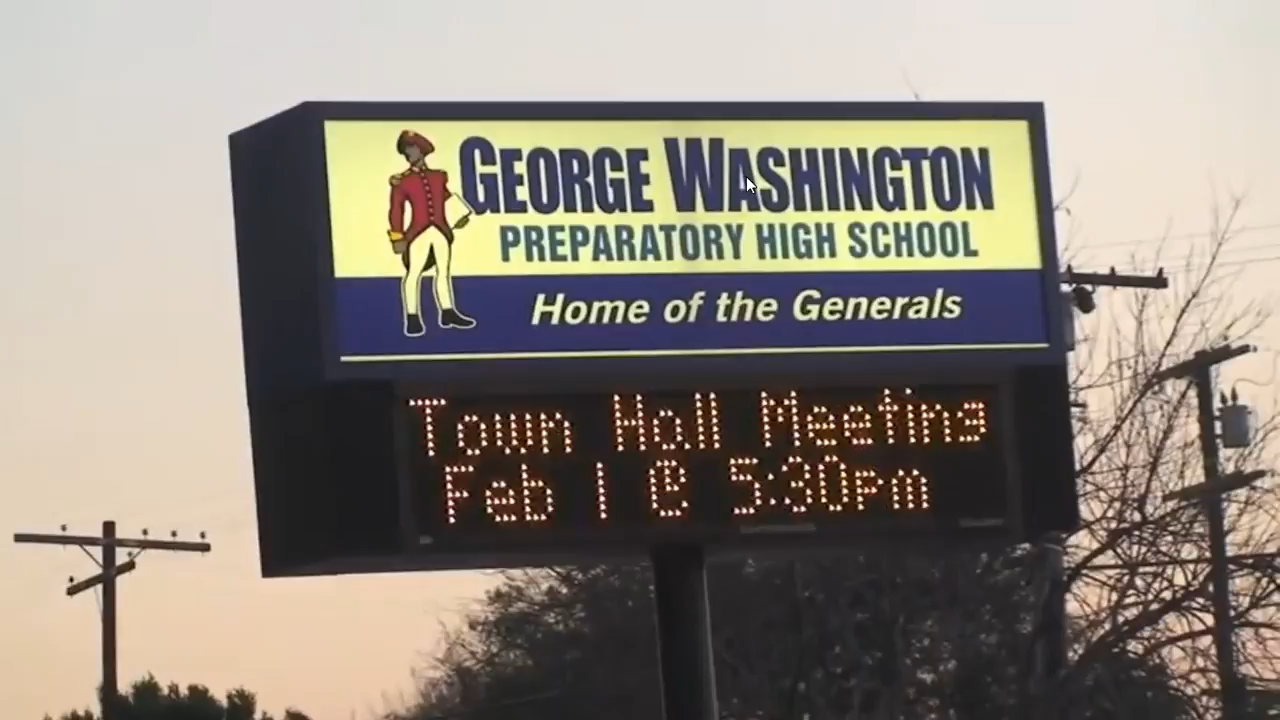 GEORGE WASHINGTON
PREPARATORY HIGH SCHOOL
Home of the Generals
Town Hall Meeting
Feb 1 @ 5:30pm